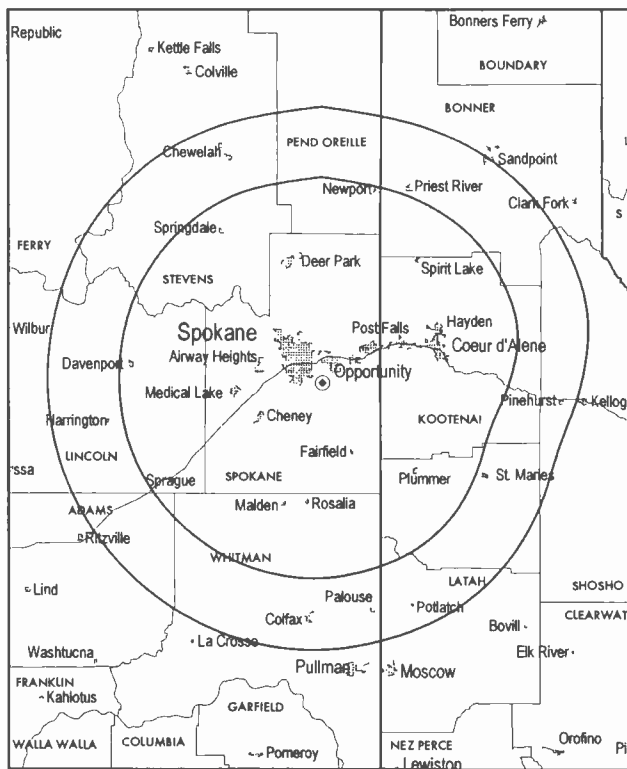 Bonners Ferry
Republic
Kettle Falls
Colville
BOUNDARY
BONNER
Chewelah
PEND OREILLE
Sandpoint
Newport
Priest River
Clark Fork
S
Springdale
FERRY
Deer Park
Spirit Lake
STEVENS
Wilbur
Spokane
Post Falls
Hayden
Coeur d'Alene
Davenport
Airway Heights
Opportunity
Medical Lake
Pinehurst
Kellog
Harrington
Cheney
KOOTENAI
LINCOLN
Fairfield
rssa
Sprague
SPOKANE
Plummer
St. Maries
ADAMS
Malden
Rosalia
Ritzville
WHITMAN
Lind
LATAH
SHOSHO
Palouse
Potlatch
CLEARWAT
Colfax
Bovill
La Crosse
Washtucna
Elk River
Pullman
Moscow
FRANKLIN
Kahlotus
GARFIELD
WALLA WALLA
COLUMBIA
Pomeroy
NEZ PERCE
Orofino
Pi
Lewiston